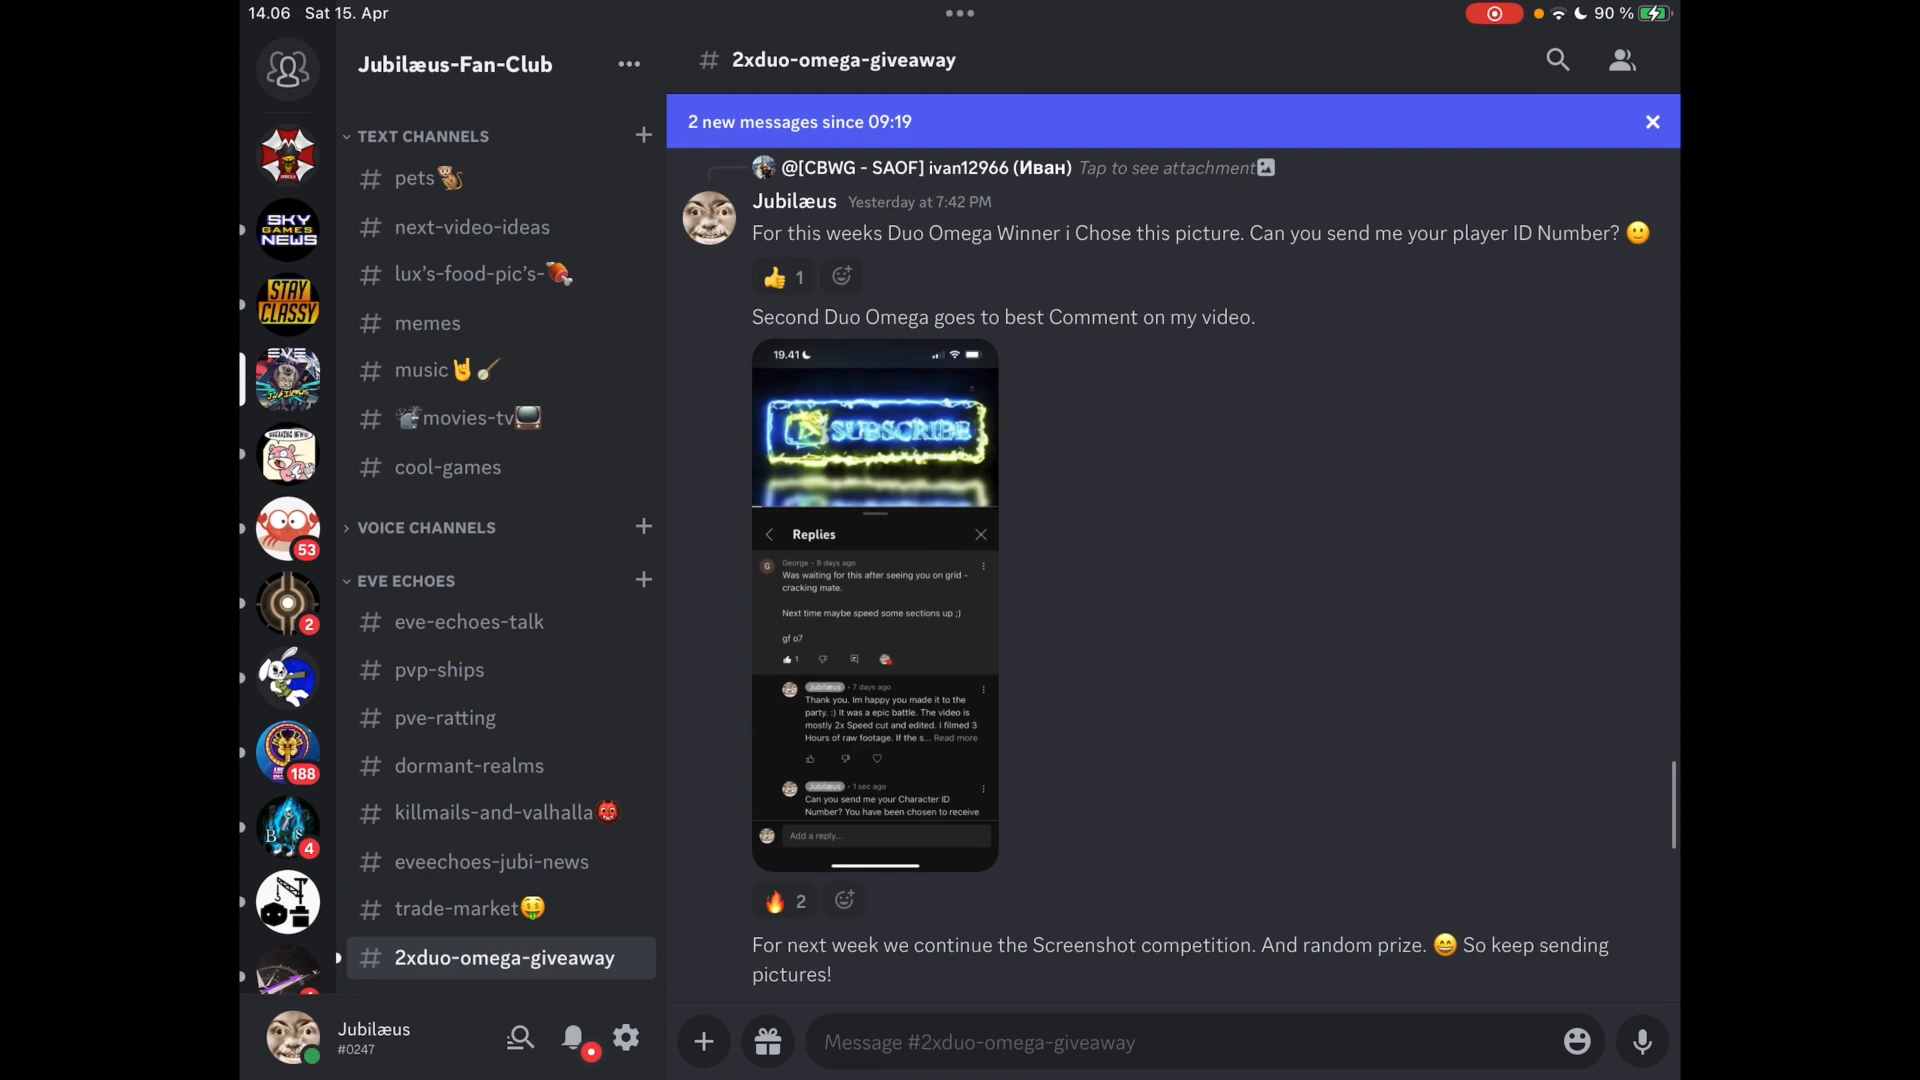 14.06 Sat 15. Apr
90 %
Jubilæus-Fan-Club
TEXT CHANNELS
pets
next-video-ideas
lux’s-food-pic’s-
memes
music
movies-tv
cool-games
VOICE CHANNELS
EVE ECHOES
eve-echoes-talk
pvp-ships
pve-ratting
dormant-realms
killmails-and-valhalla
eveechoes-jubi-news
trade-market
2xduo-omega-giveaway
Jubilæus
#0247
SKY
GAMES
NEWS
STAY
CLASSY
EVE
53
2
188
4
# 2xduo-omega-giveaway
2 new messages since 09:19
@[CBWG - SAOF] ivan12966 (Иван) Tap to see attachment
Jubilæus Yesterday at 7:42 PM
For this weeks Duo Omega Winner i Chose this picture. Can you send me your player ID Number? 🙂
👍 1
Second Duo Omega goes to best Comment on my video.
19.41
SUBSCRIBE
Replies
G George • 8 days ago
Was waiting for this after seeing you on grid -
cracking mate.
Next time maybe speed some sections up ;)
gf o7
1
Jubilæus • 7 days ago
Thank you. Im happy you made it to the
party. :) It was a epic battle. The video is
mostly 2x Speed cut and edited. I filmed 3
Hours of raw footage. If the s... Read more
Jubilæus • 1 sec ago
Can you send me your Character ID
Number? You have been chosen to receive
Add a reply...
🔥 2
For next week we continue the Screenshot competition. And random prize. 😄 So keep sending
pictures!
Message #2xduo-omega-giveaway